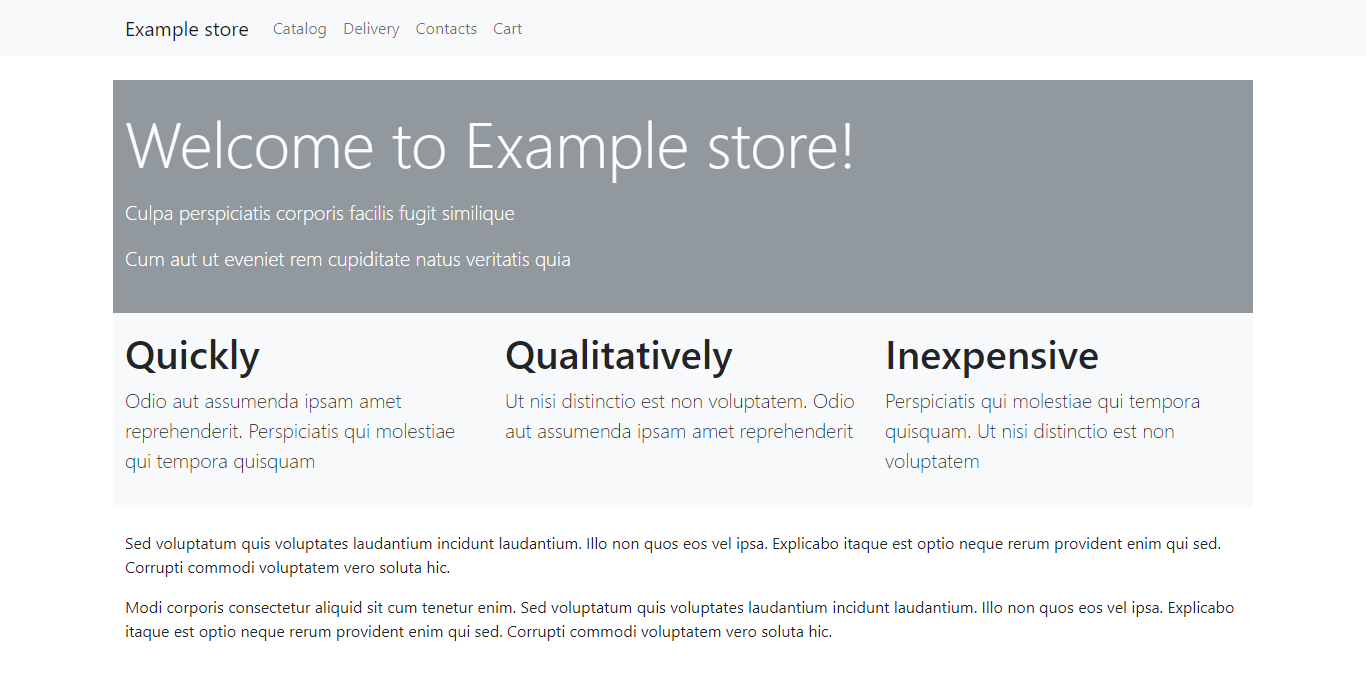 Example store Catalog Delivery Contacts Cart
Welcome to Example store!
Culpa perspiciatis corporis facilis fugit similique
Cum aut ut eveniet rem cupiditate natus veritatis quia
Quickly
Odio aut assumenda ipsam amet
reprehenderit. Perspiciatis qui molestiae
qui tempora quisquam
Qualitatively
Ut nisi distinctio est non voluptatem. Odio
aut assumenda ipsam amet reprehenderit
Inexpensive
Perspiciatis qui molestiae qui tempora
quisquam. Ut nisi distinctio est non
voluptatem
Sed voluptatum quis voluptates laudantium incidunt laudantium. Illo non quos eos vel ipsa. Explicabo itaque est optio neque rerum provident enim qui sed.
Corrupti commodi voluptatem vero soluta hic.
Modi corporis consectetur aliquid sit cum tenetur enim. Sed voluptatum quis voluptates laudantium incidunt laudantium. Illo non quos eos vel ipsa. Explicabo
itaque est optio neque rerum provident enim qui sed. Corrupti commodi voluptatem vero soluta hic.